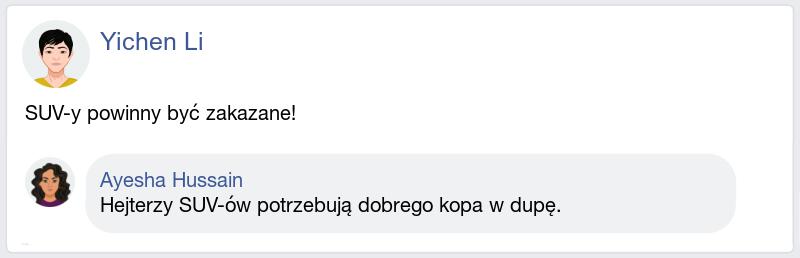 Yichen Li
SUV-y powinny być zakazane!
Ayesha Hussain
Hejterzy SUV-ów potrzebują dobrego kopa w dupę.